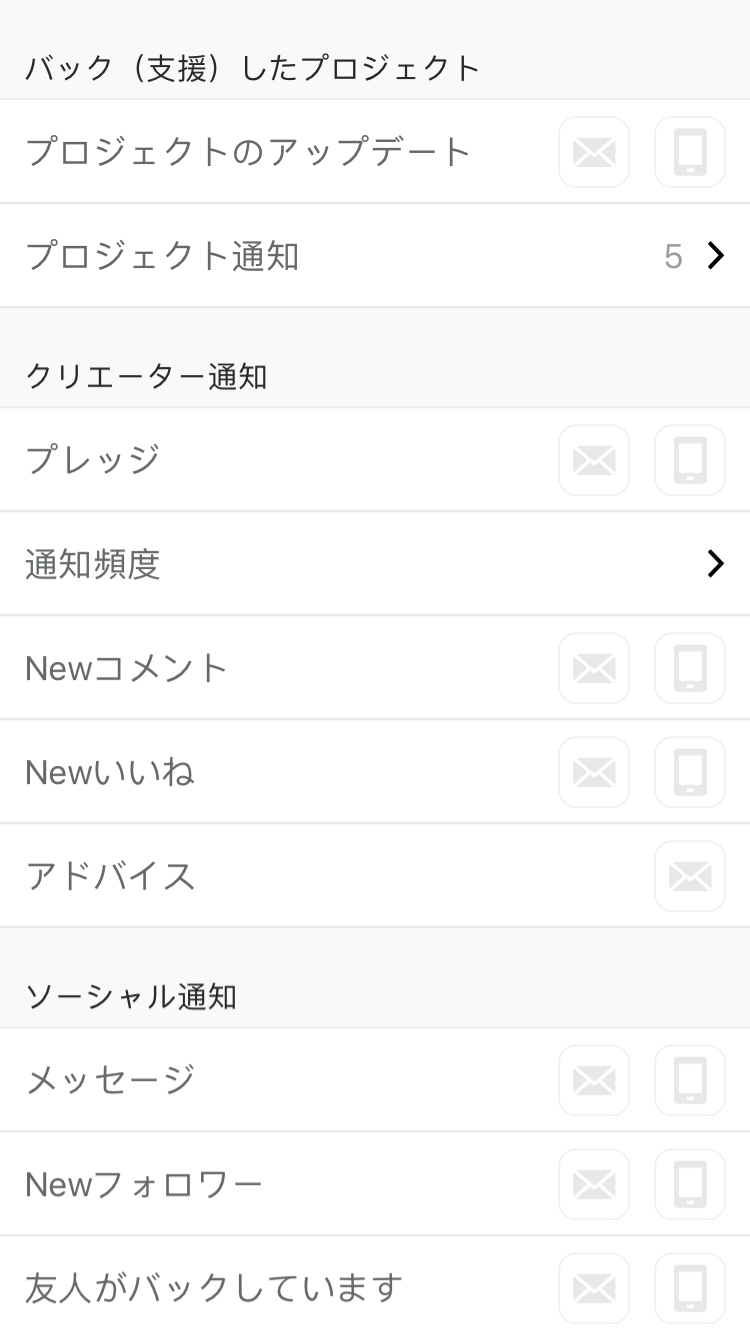 バック（支援）したプロジェクト
プロジェクトのアップデート
プロジェクト通知 5
クリエーター通知
プレッジ
通知頻度
Newコメント
Newいいね
アドバイス
ソーシャル通知
メッセージ
Newフォロワー
友人がバックしています